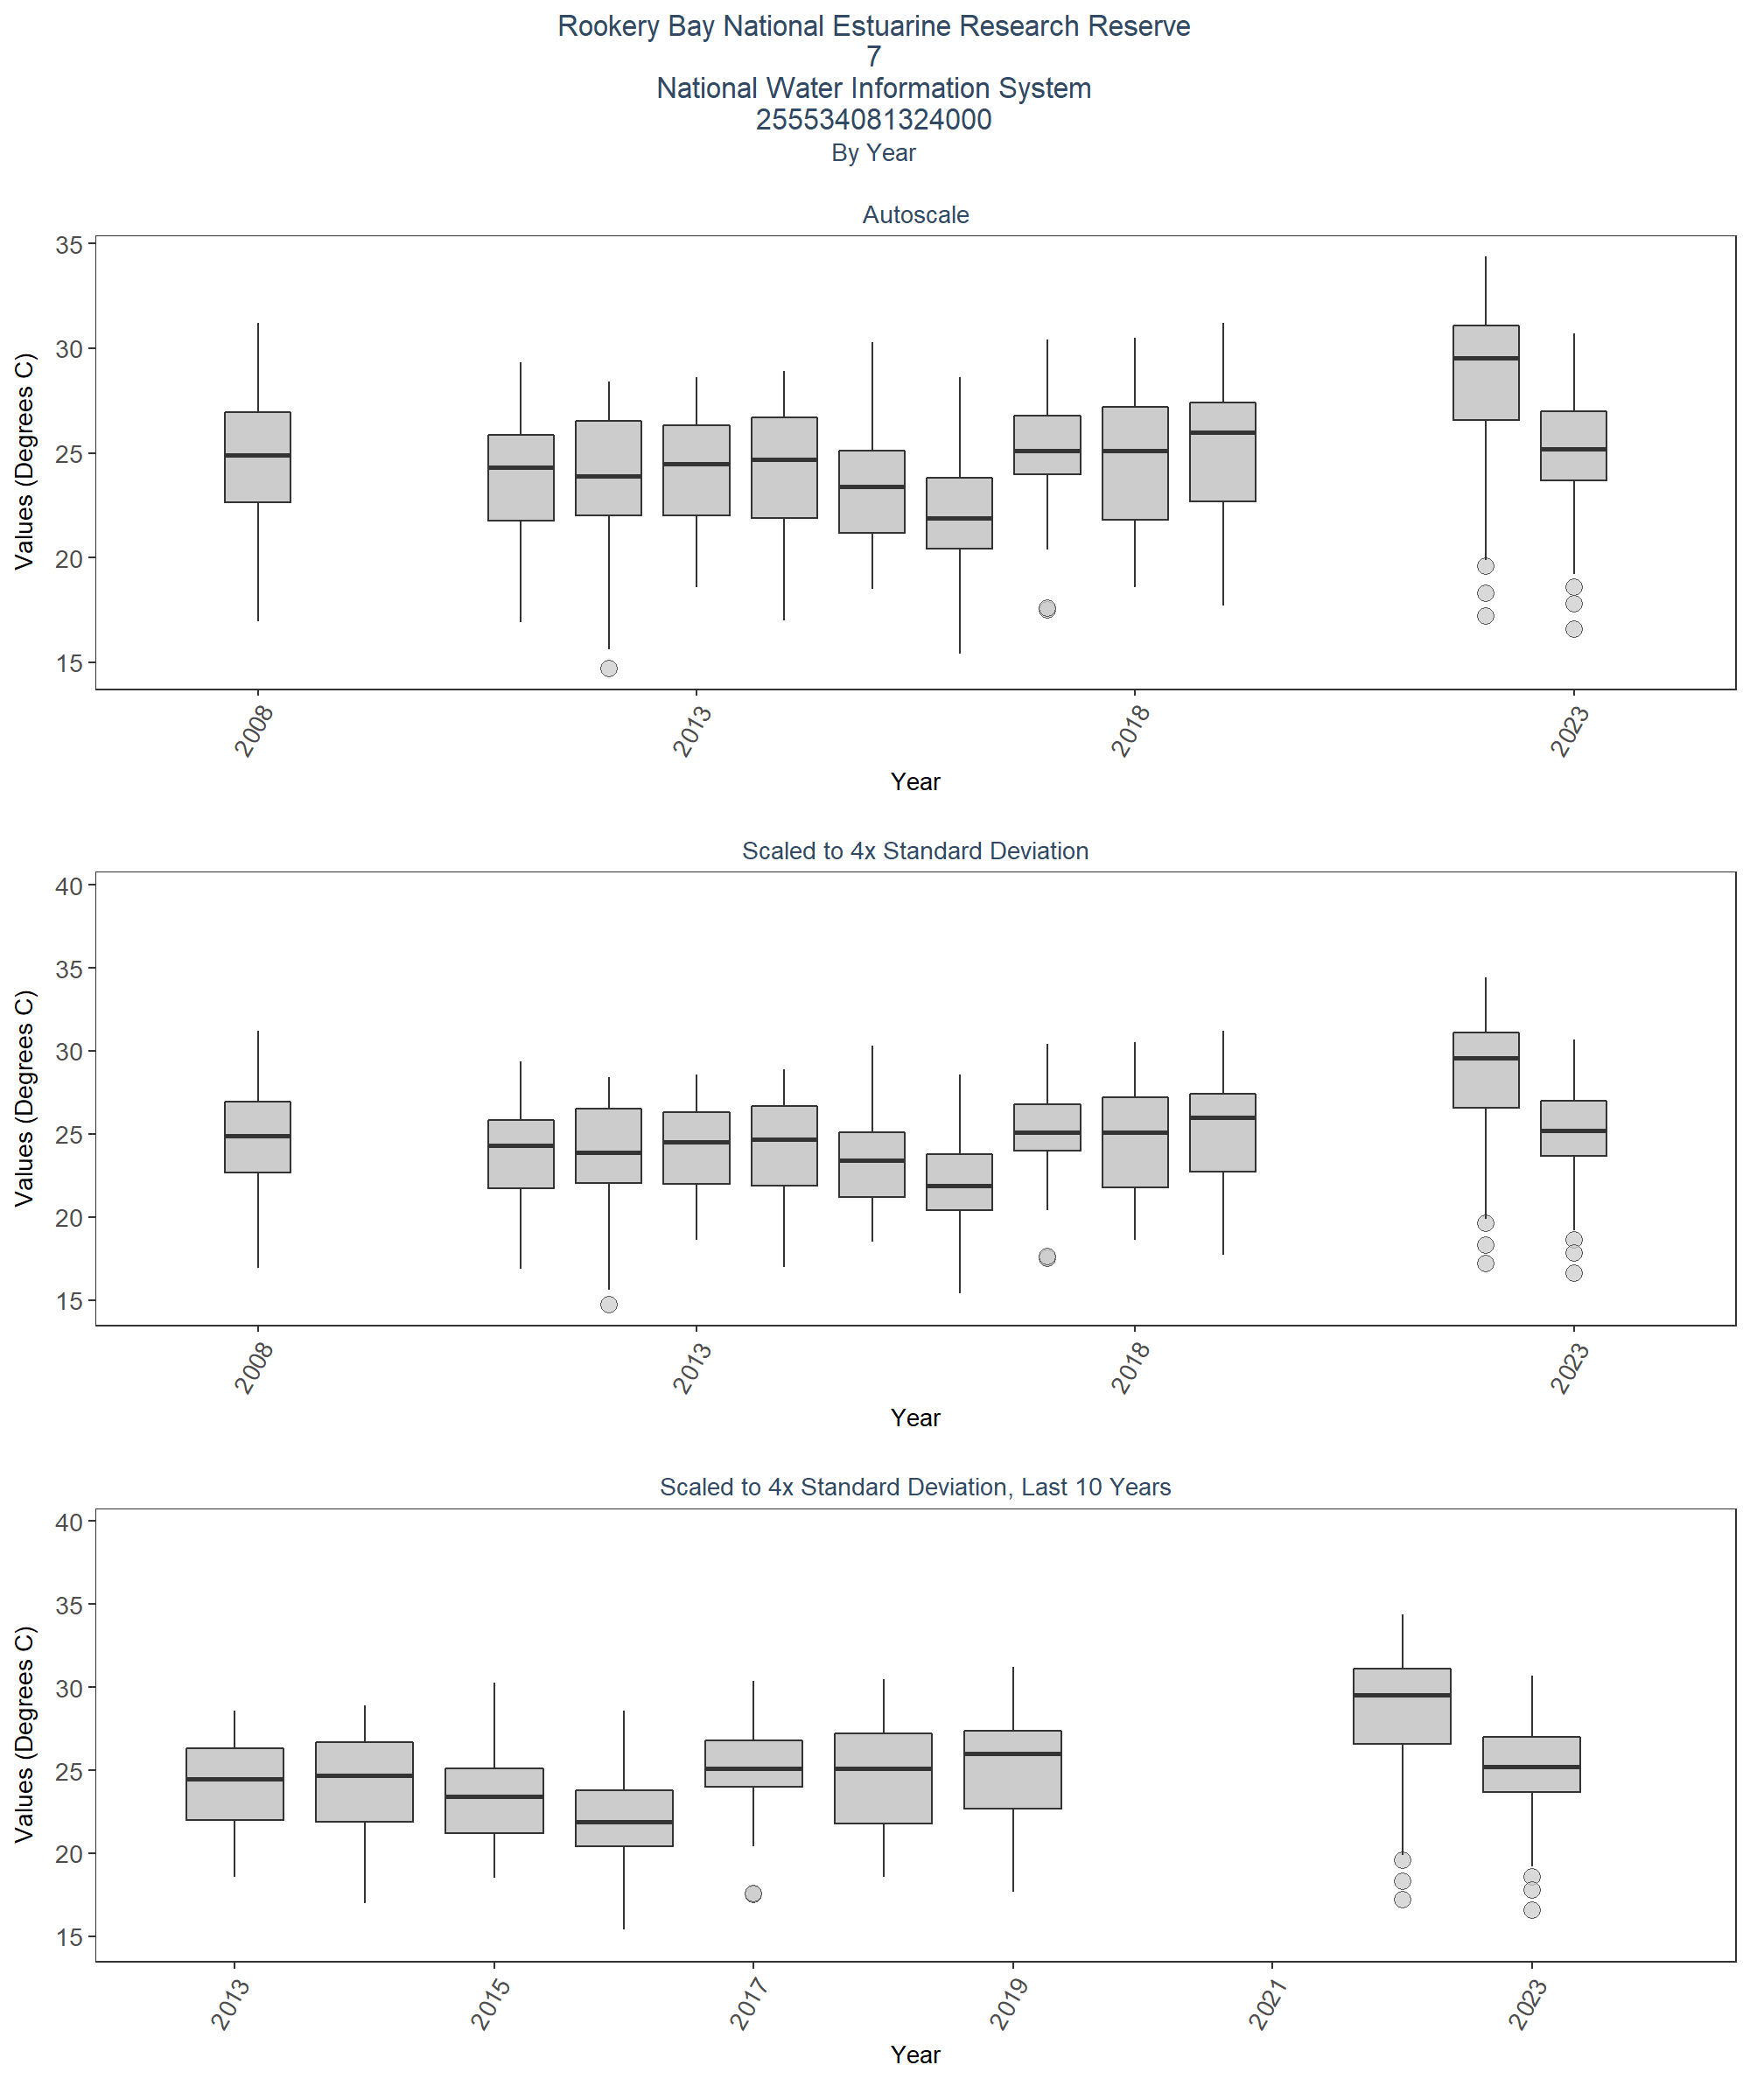 Rookery Bay National Estuarine Research Reserve
7
National Water Information System
255534081324000
By Year
Autoscale
Values (Degrees C)
35
30
25
20
15
2008
2013
2018
2023
Year
Scaled to 4x Standard Deviation
Values (Degrees C)
40
35
30
25
20
15
2008
2013
2018
2023
Year
Scaled to 4x Standard Deviation, Last 10 Years
Values (Degrees C)
40
35
30
25
20
15
2013
2015
2017
2019
2021
2023
Year